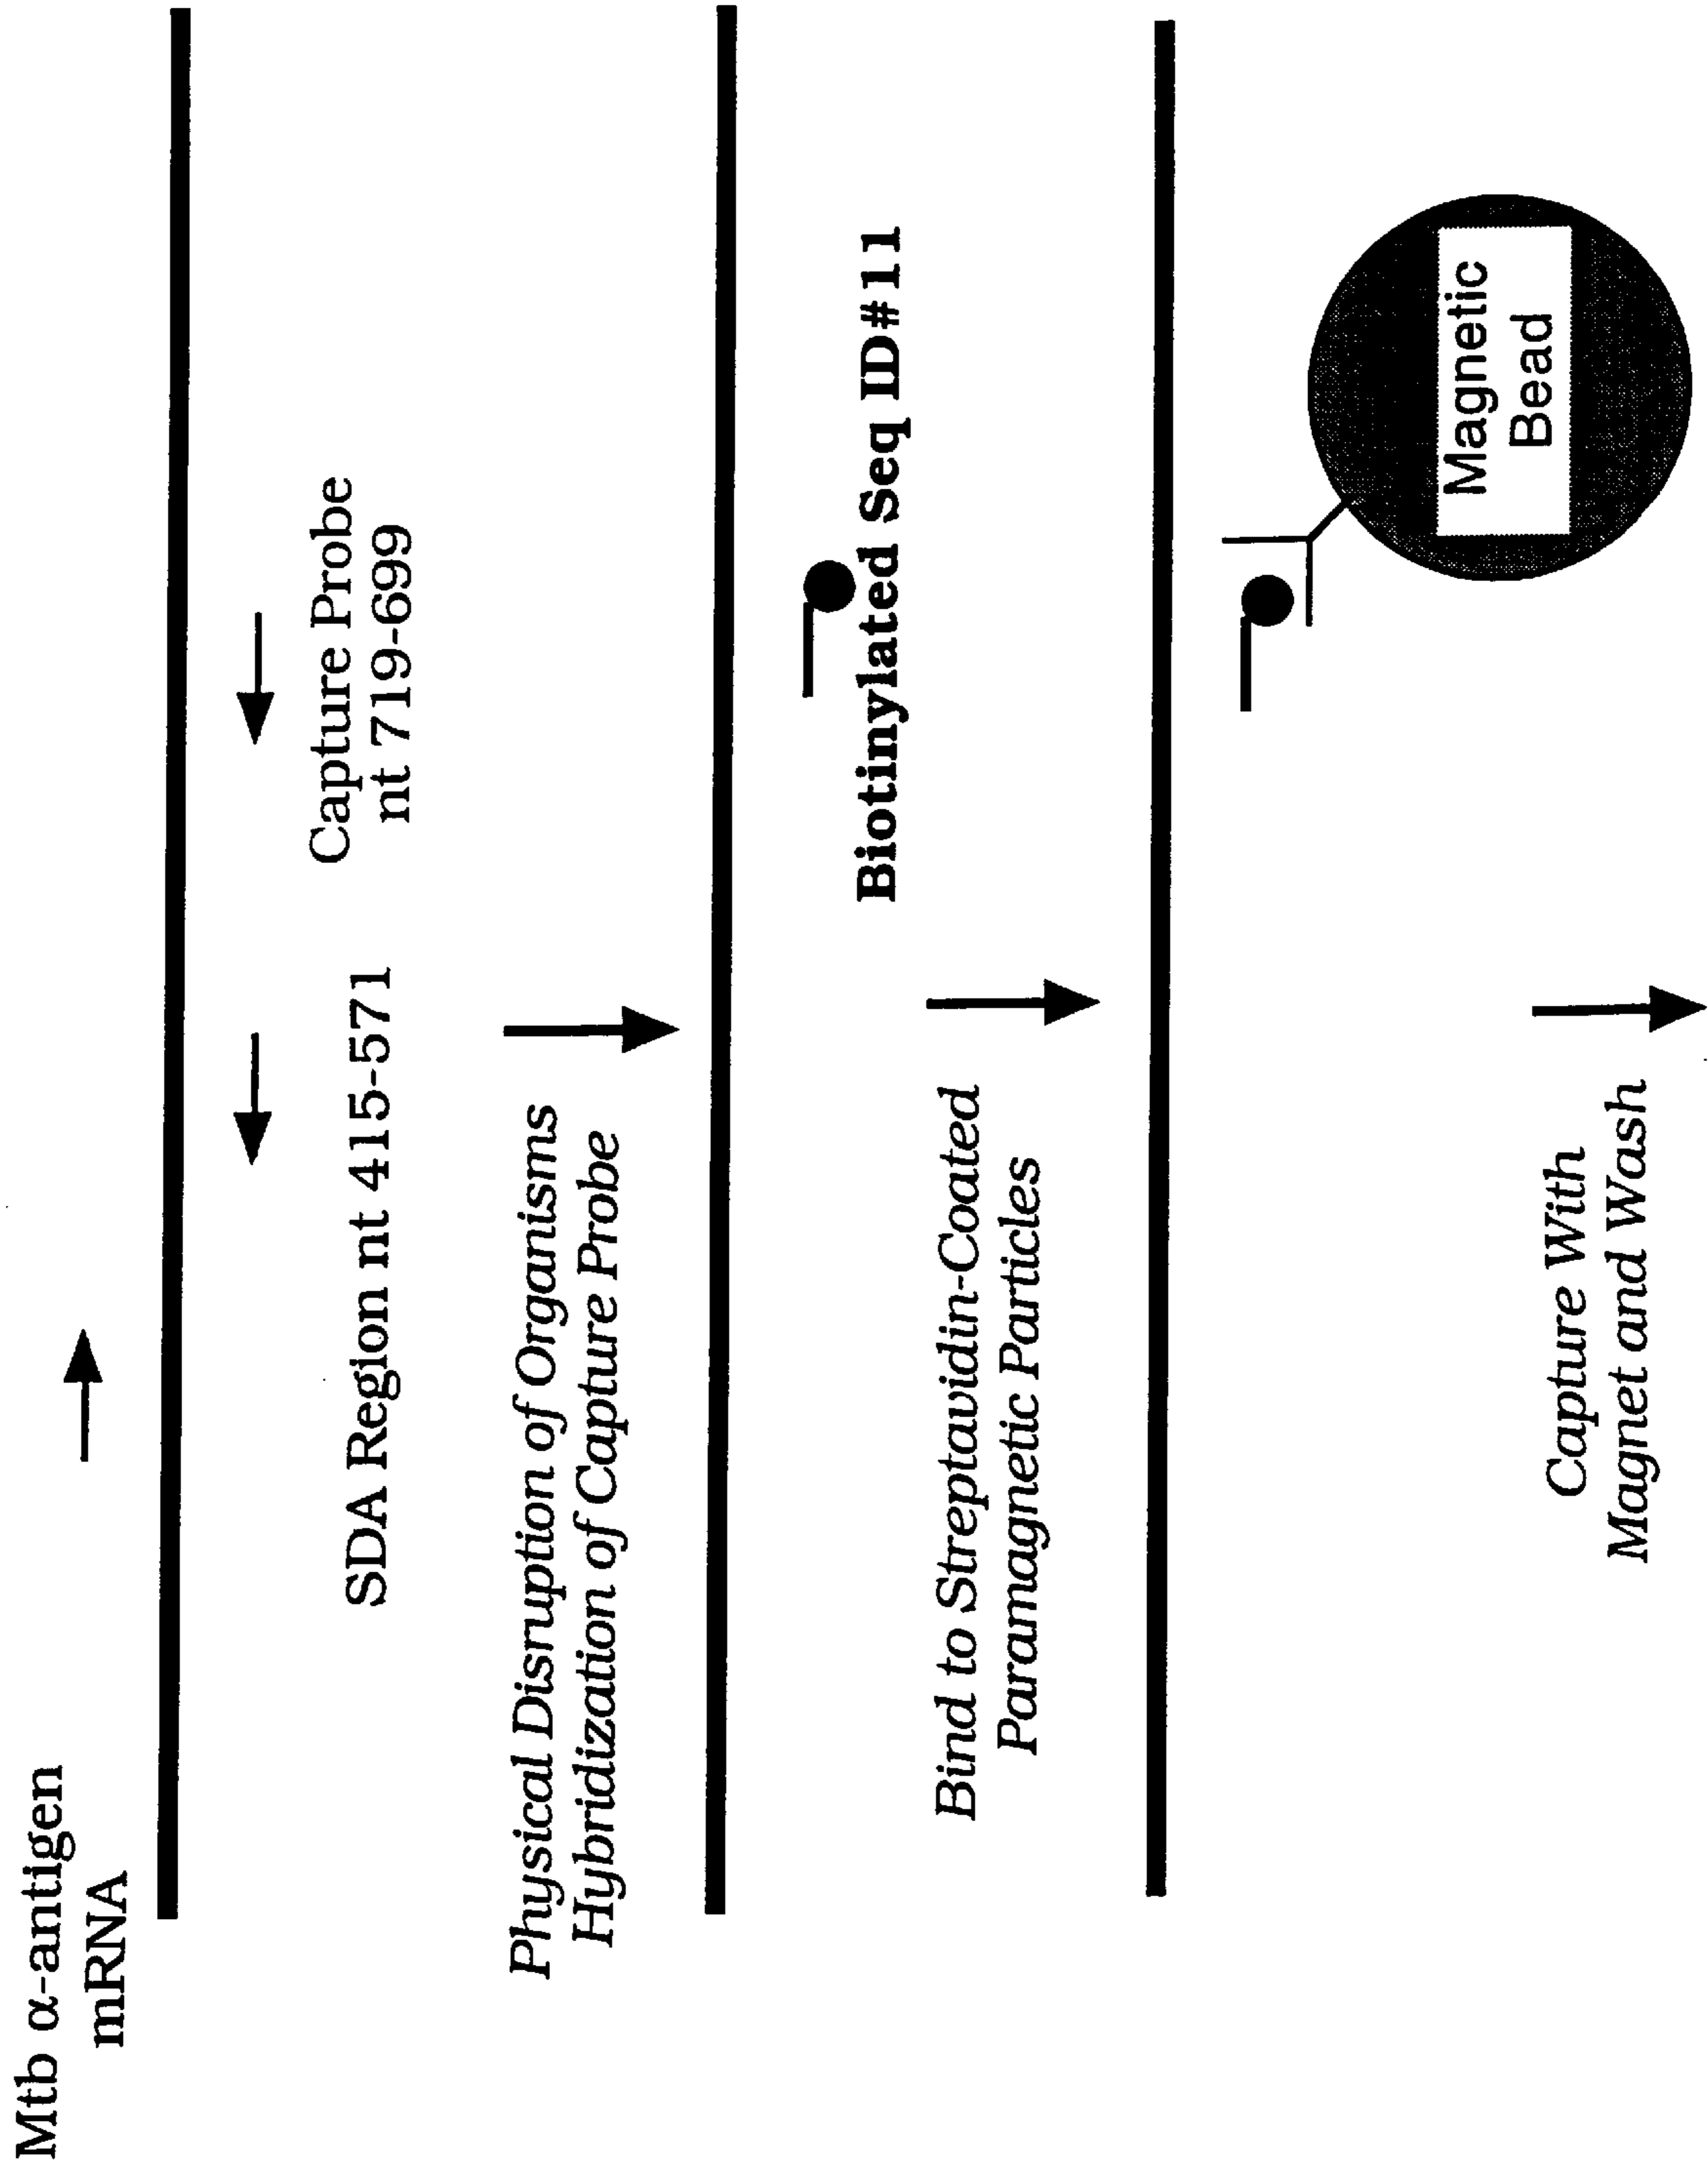 Mtb α-antigen
mRNA
SDA Region nt 415-571
Capture Probe
nt 719-699
Physical Disruption of Organisms
Hybridization of Capture Probe
Biotinylated Seq ID#11
Bind to Streptavidin-Coated
Paramagnetic Particles
Magnetic
Bead
Capture With
Magnet and Wash